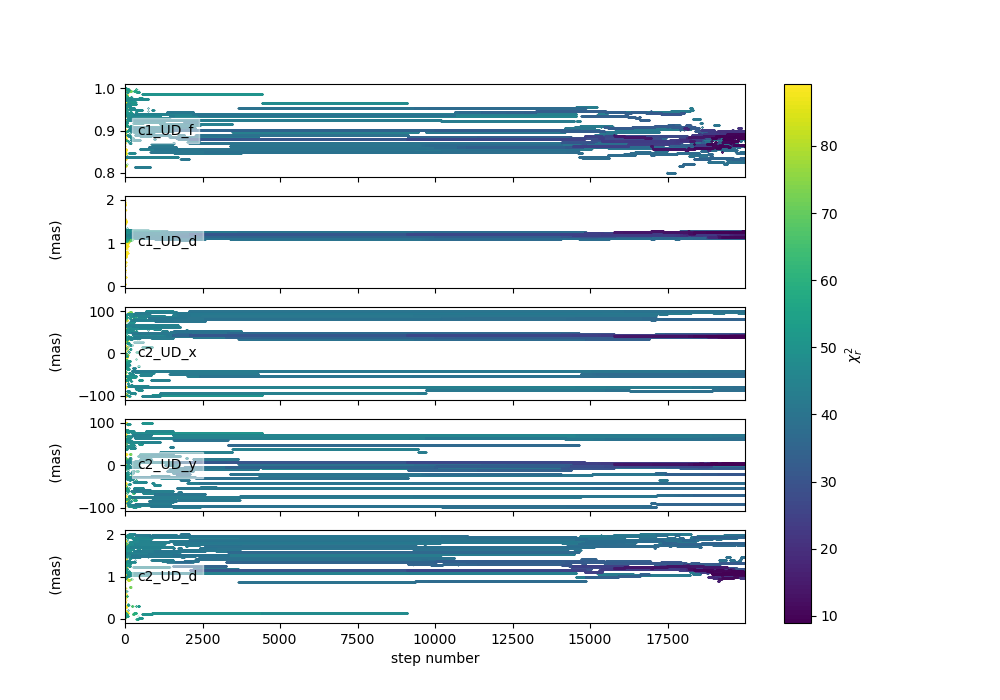 1.0
0.9
0.8
c1_UD_f
2
1
0
(mas)
c1_UD_d
100
0
−100
(mas)
c2_UD_x
100
0
−100
(mas)
c2_UD_y
2
1
0
(mas)
c2_UD_d
0 2500 5000 7500 10000 12500 15000 17500
step number
80
70
60
50
40
30
20
10
χ²ᵣ